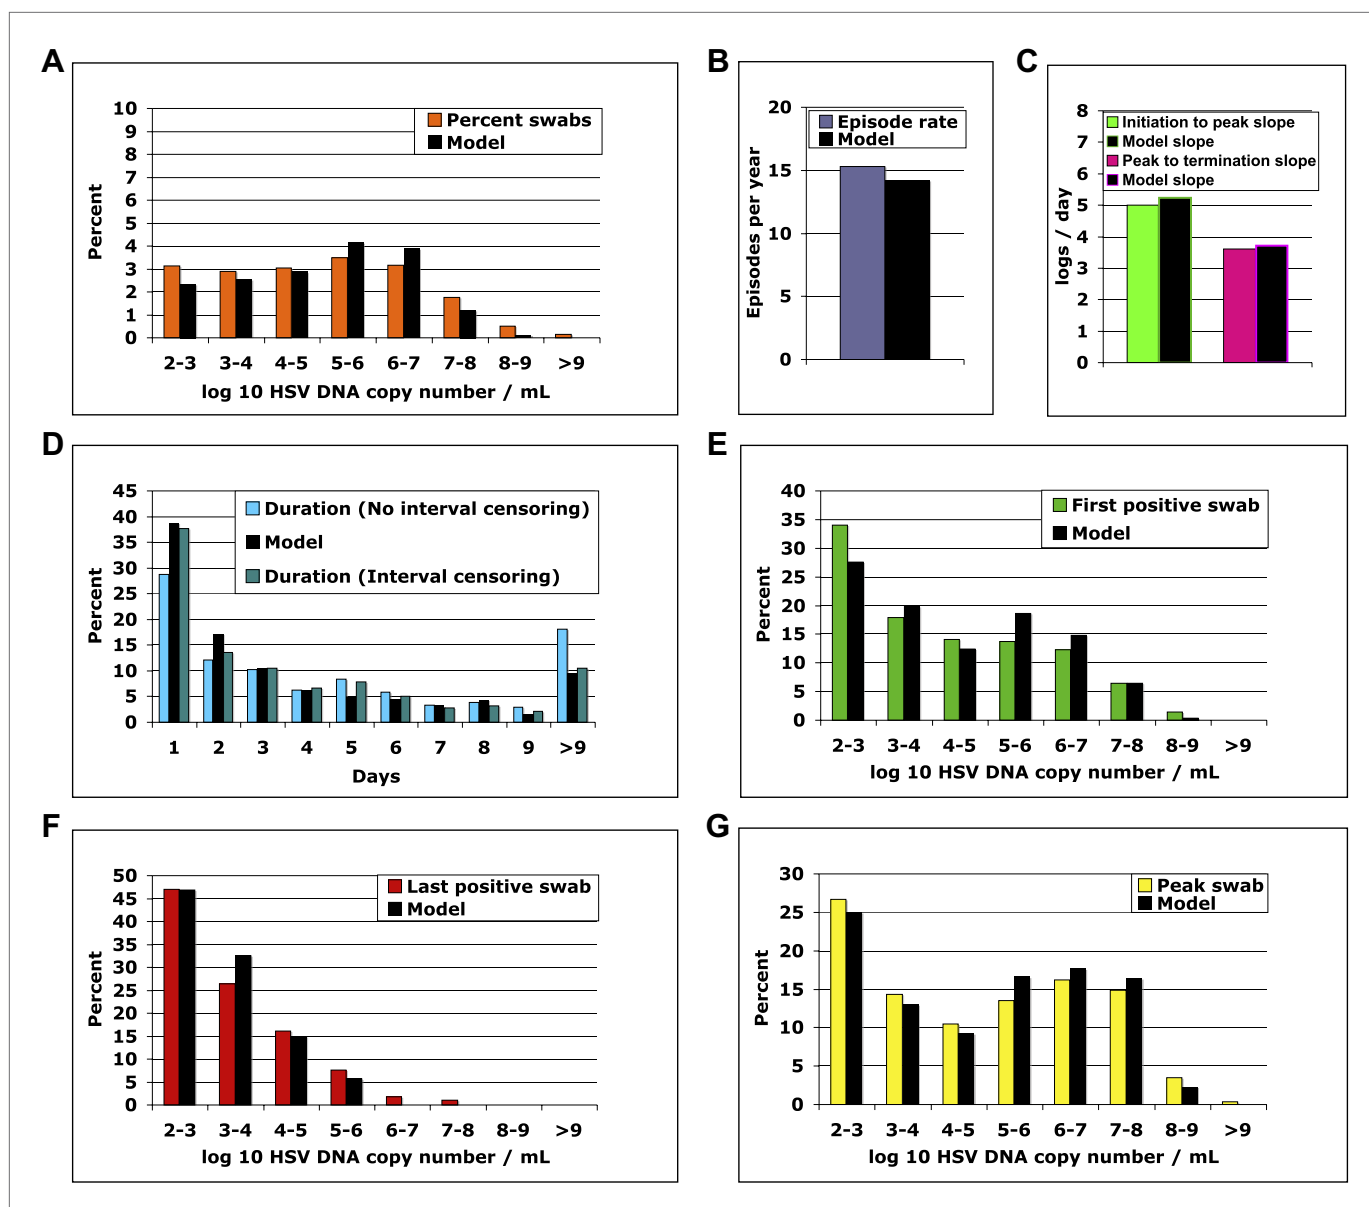 A
10
9
8
7
6
5
4
3
2
1
0
Percent
Percent swabs
Model
2-3 3-4 4-5 5-6 6-7 7-8 8-9 >9
log 10 HSV DNA copy number / mL
B
20
15
10
5
0
Episodes per year
Episode rate
Model
C
8
7
6
5
4
3
2
1
0
logs / day
Initiation to peak slope
Model slope
Peak to termination slope
Model slope
D
45
40
35
30
25
20
15
10
5
0
Percent
Duration (No interval censoring)
Model
Duration (Interval censoring)
1 2 3 4 5 6 7 8 9 >9
Days
E
40
35
30
25
20
15
10
5
0
Percent
First positive swab
Model
2-3 3-4 4-5 5-6 6-7 7-8 8-9 >9
log 10 HSV DNA copy number / mL
F
50
45
40
35
30
25
20
15
10
5
0
Percent
Last positive swab
Model
2-3 3-4 4-5 5-6 6-7 7-8 8-9 >9
log 10 HSV DNA copy number / mL
G
30
25
20
15
10
5
0
Percent
Peak swab
Model
2-3 3-4 4-5 5-6 6-7 7-8 8-9 >9
log 10 HSV DNA copy number / mL